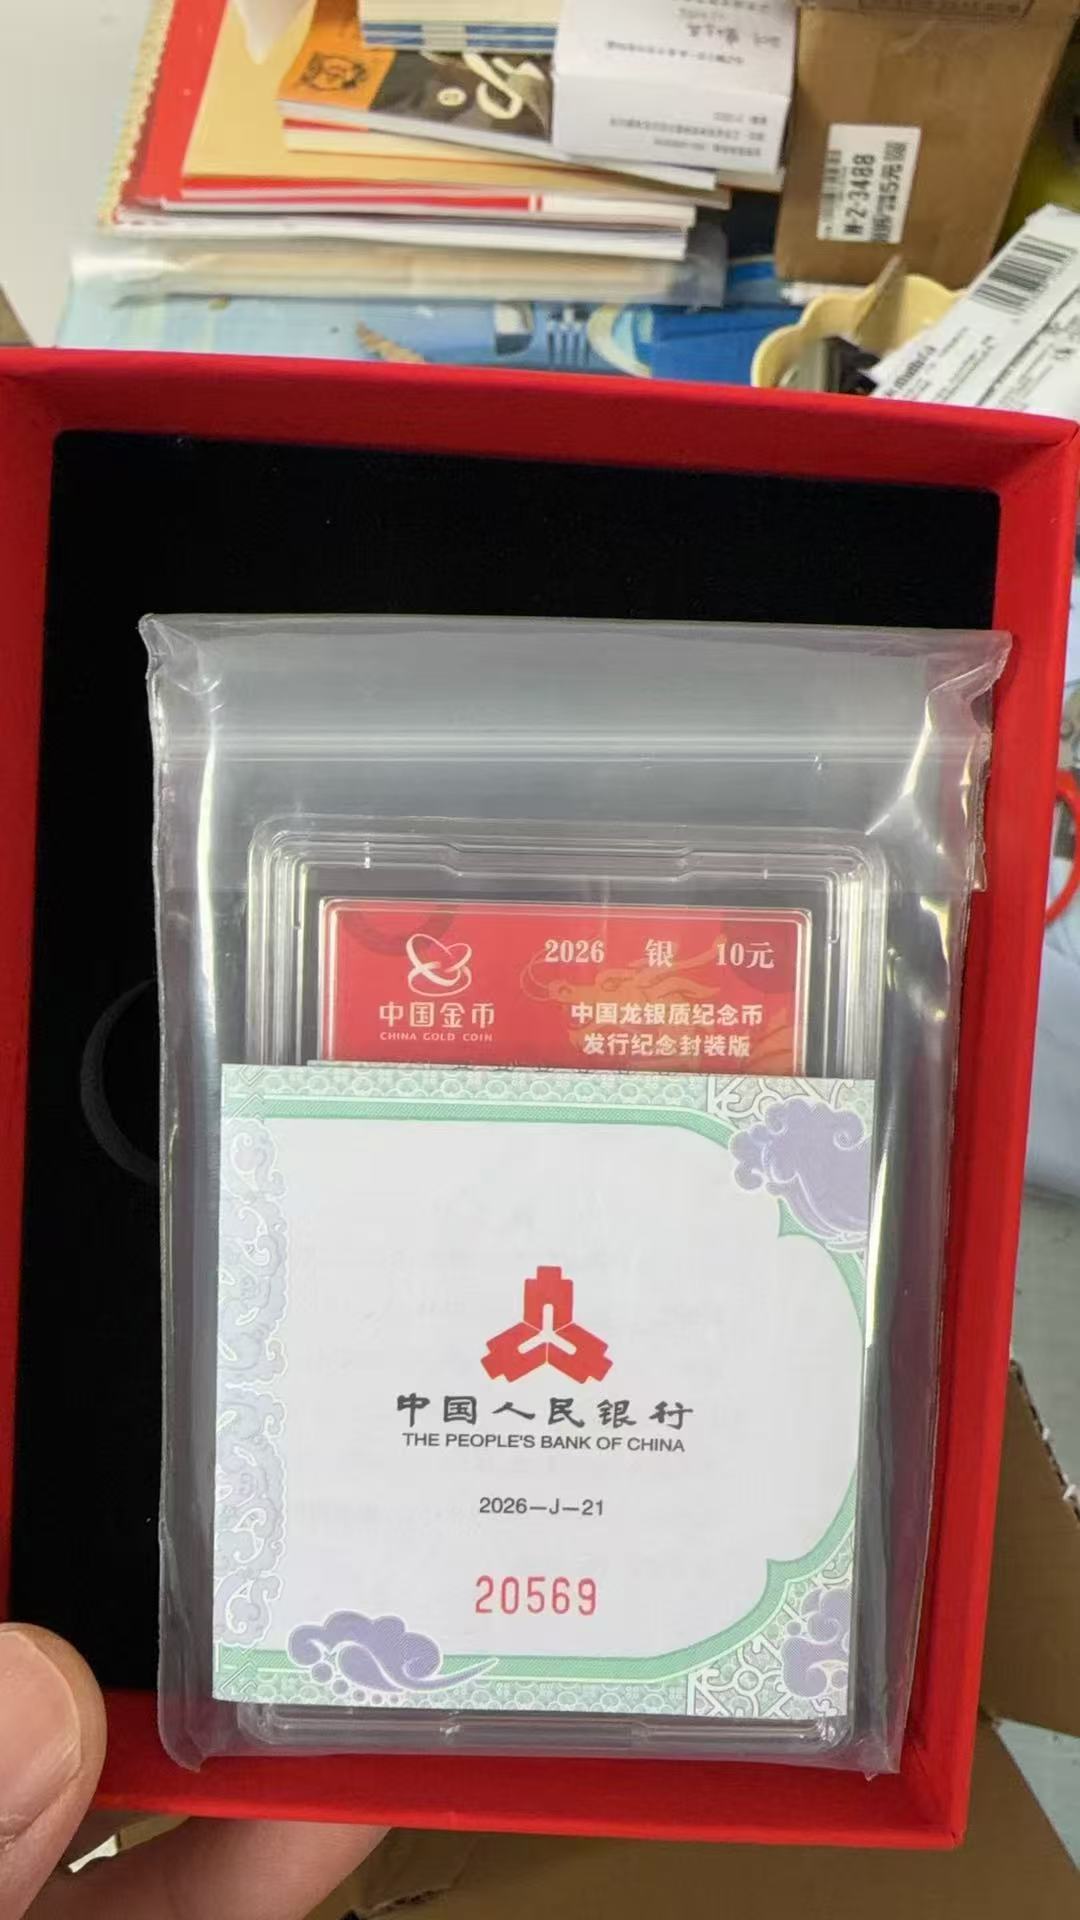 2026 银 10元
中国金币
CHINA GOLD COIN
中国龙银质纪念币
发行纪念封装版
中国人民银行
THE PEOPLE'S BANK OF CHINA
2026—J—21
20569